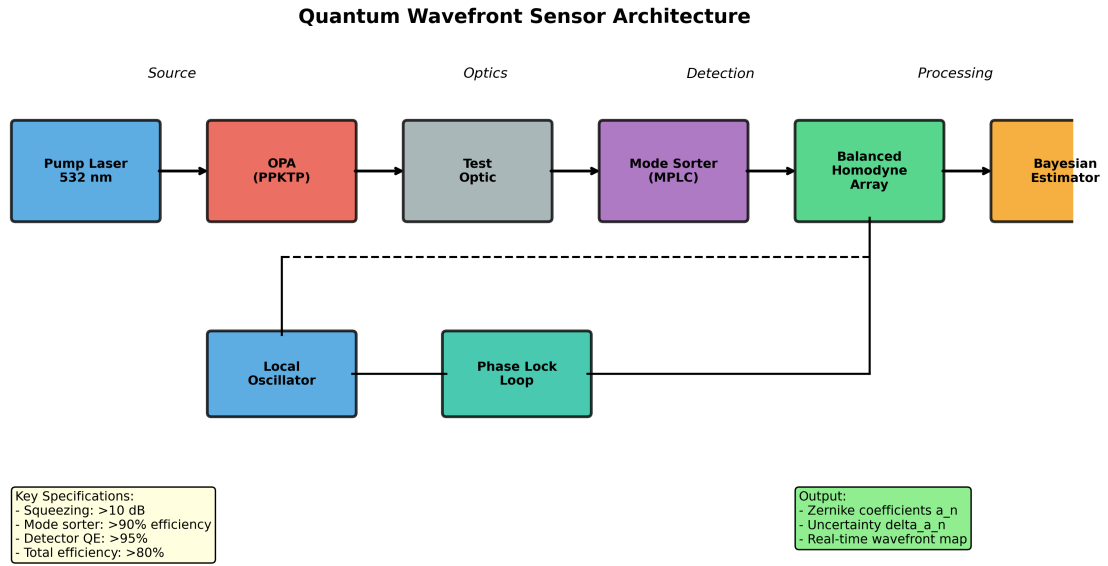 Quantum Wavefront Sensor Architecture
Source
Optics
Detection
Processing
Pump Laser
532 nm
OPA
(PPKTP)
Test
Optic
Mode Sorter
(MPLC)
Balanced
Homodyne
Array
Bayesian
Estimator
Local
Oscillator
Phase Lock
Loop
Key Specifications:
- Squeezing: >10 dB
- Mode sorter: >90% efficiency
- Detector QE: >95%
- Total efficiency: >80%
Output:
- Zernike coefficients a_n
- Uncertainty delta_a_n
- Real-time wavefront map